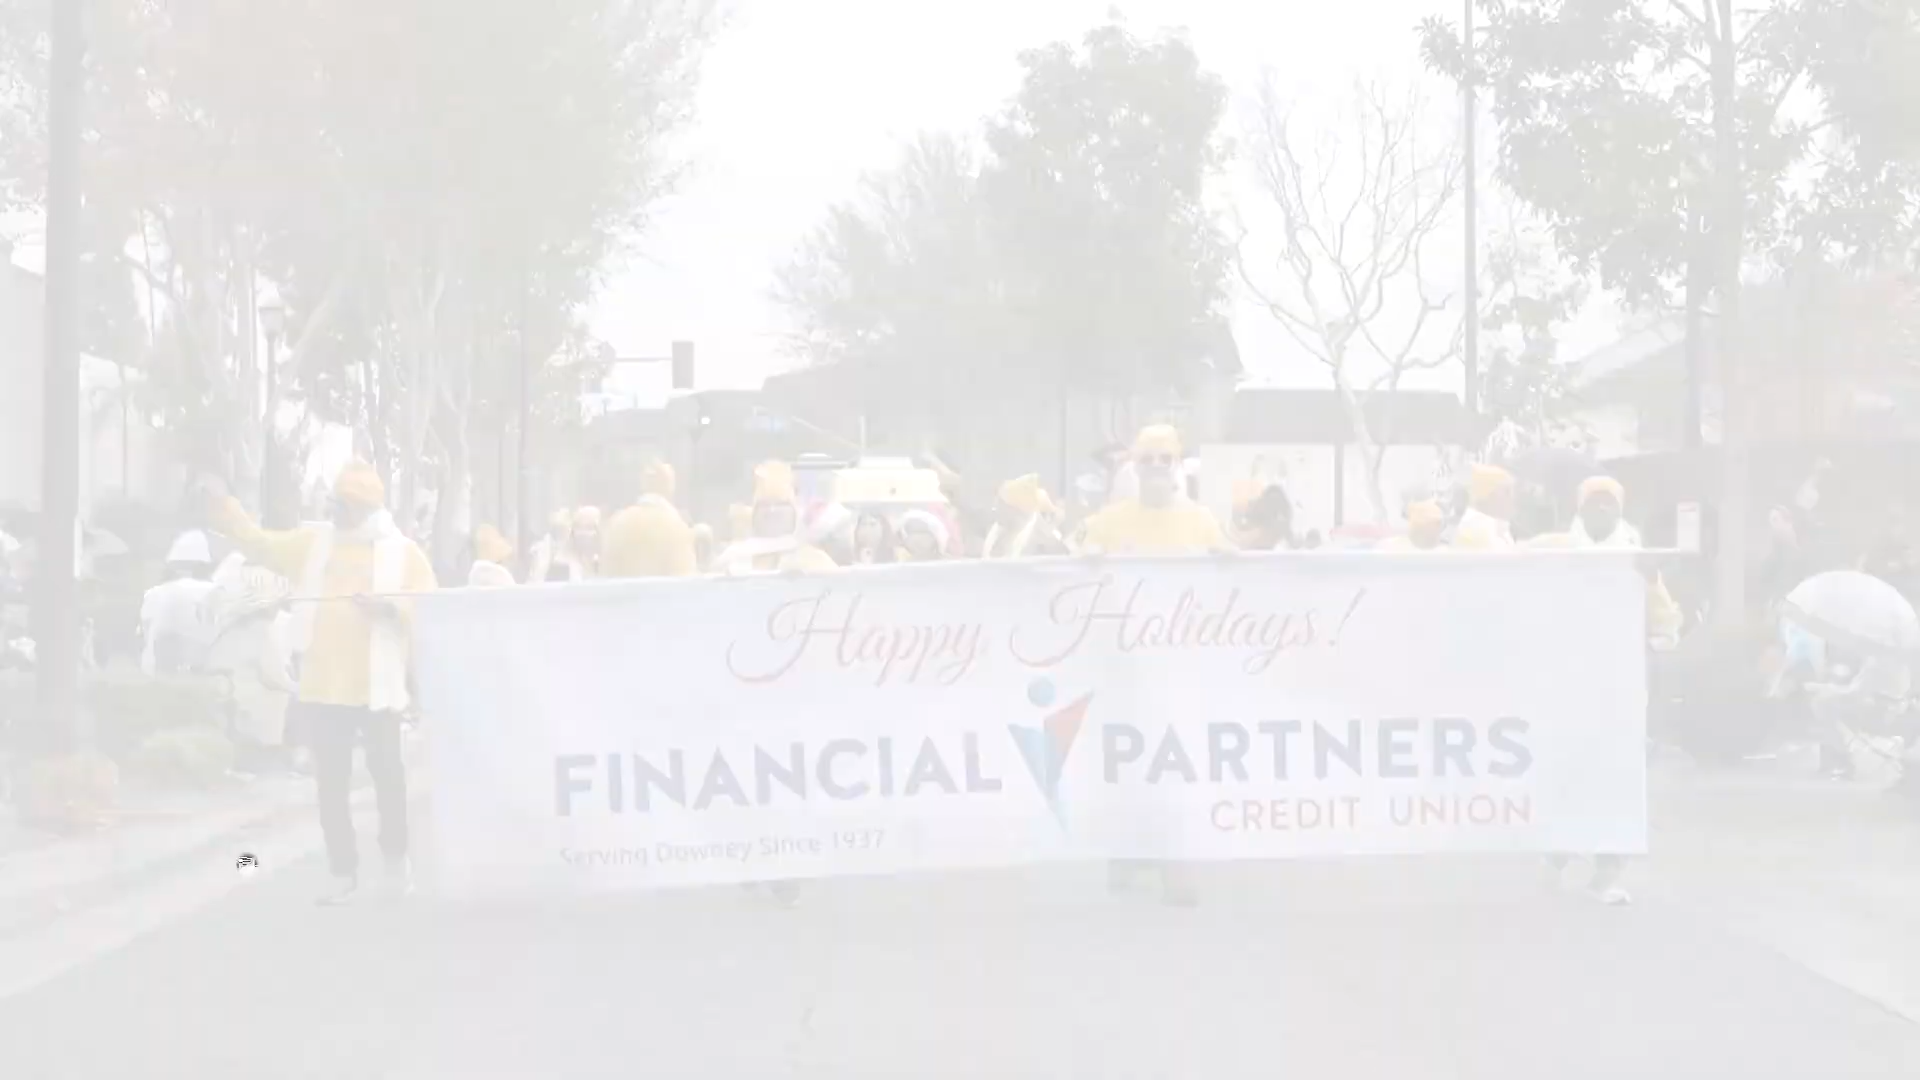 Happy Holidays!
FINANCIAL PARTNERS
CREDIT UNION
Serving Downey Since 1937